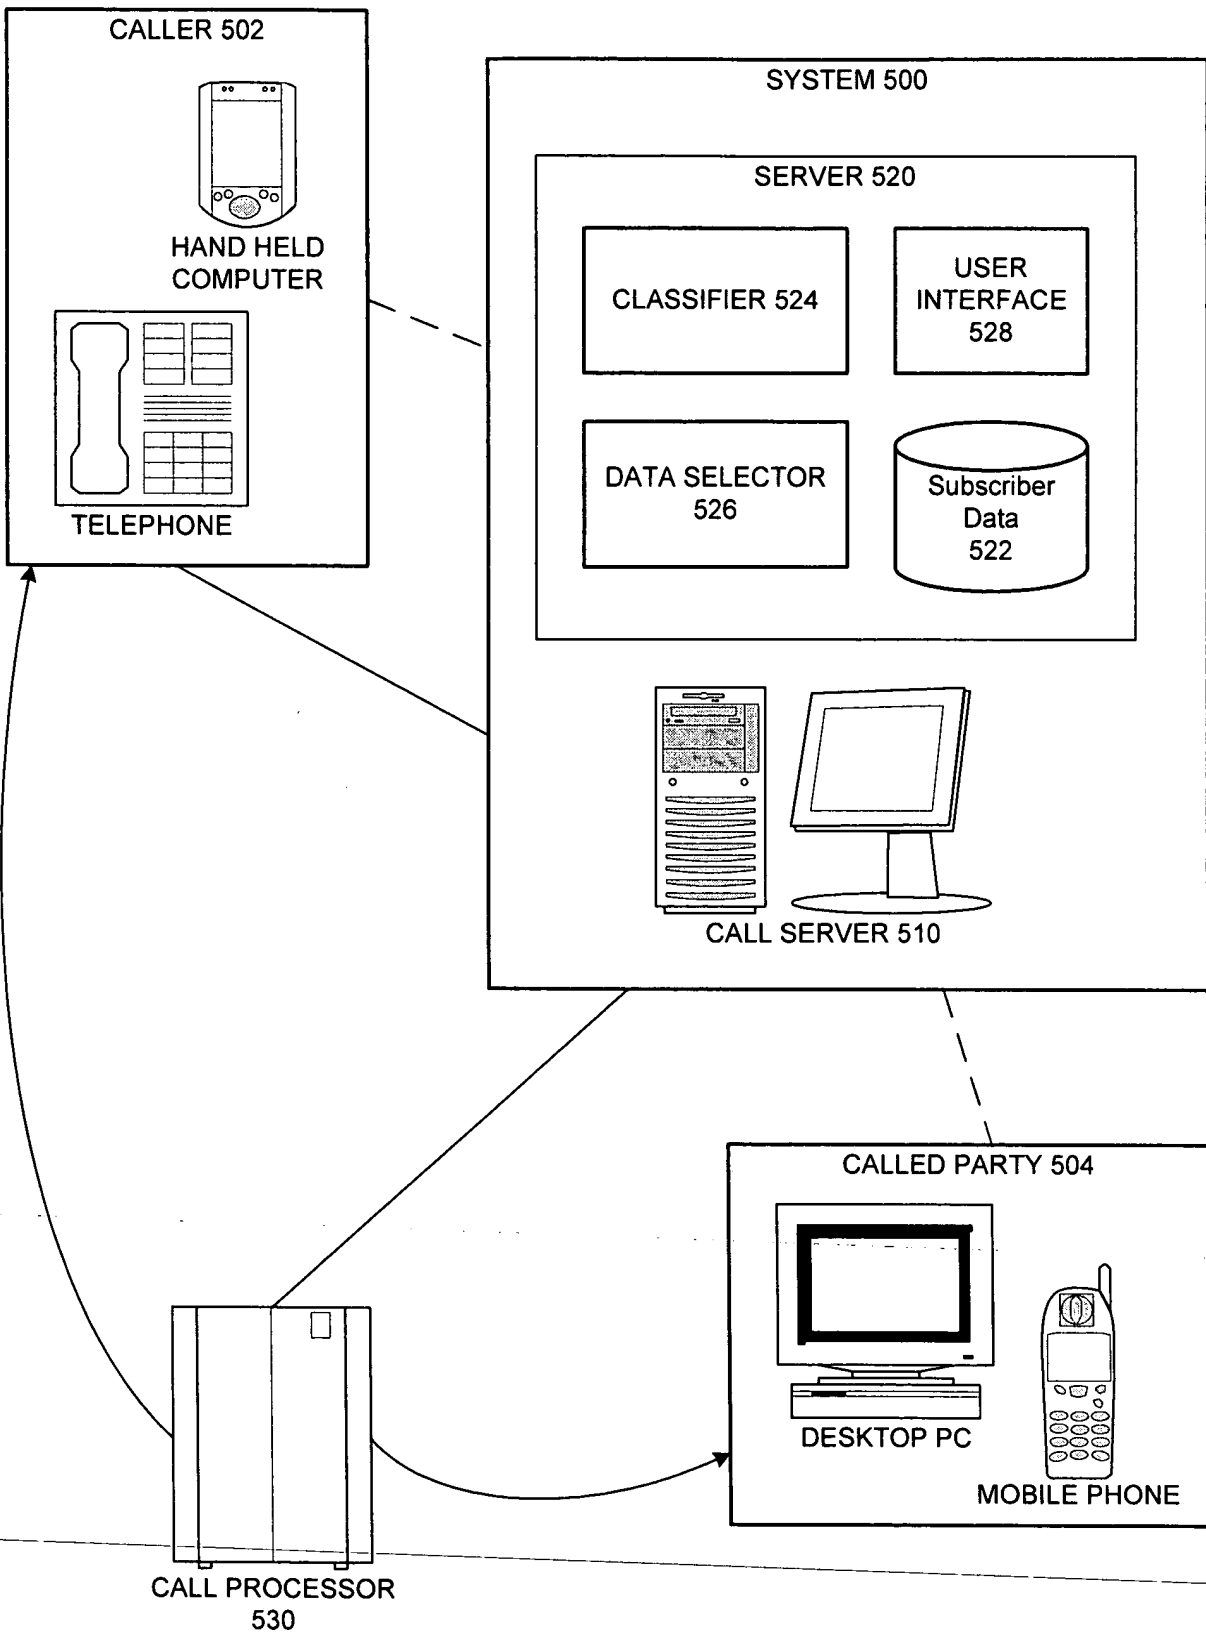 CALLER 502
HAND HELD
COMPUTER
TELEPHONE
SYSTEM 500
SERVER 520
CLASSIFIER 524
USER
INTERFACE
528
DATA SELECTOR
526
Subscriber
Data
522
CALL SERVER 510
CALLED PARTY 504
DESKTOP PC
MOBILE PHONE
CALL PROCESSOR
530